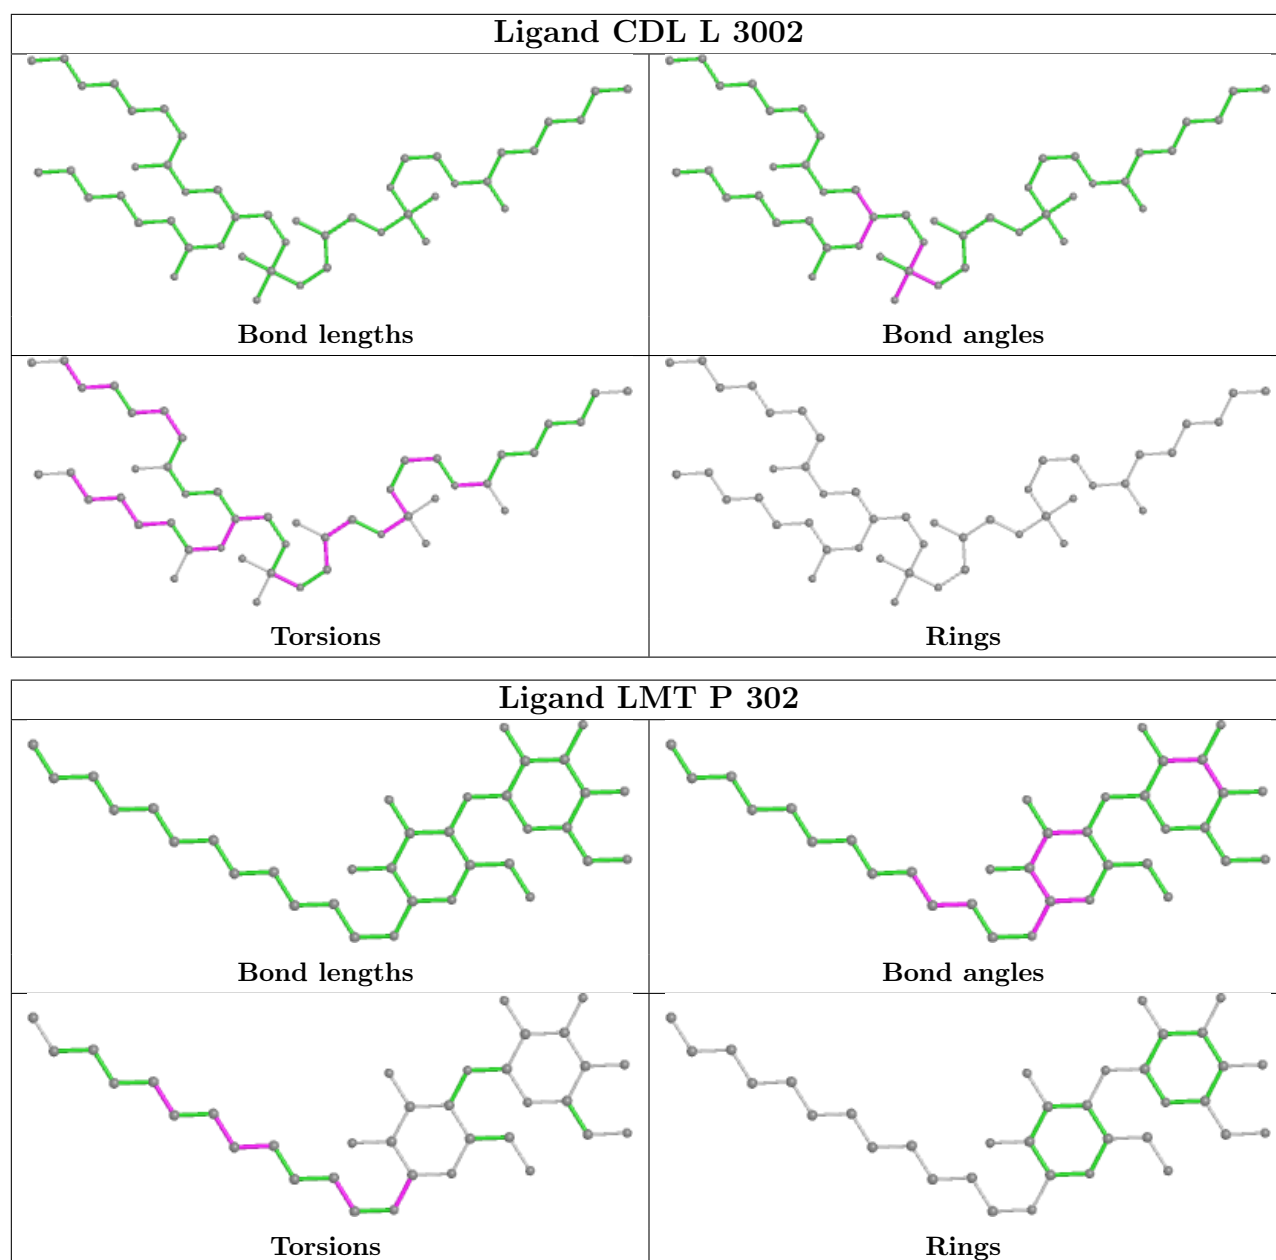 Ligand CDL L 3002
Bond lengths
Bond angles
Torsions
Rings
Ligand LMT P 302
Bond lengths
Bond angles
Torsions
Rings